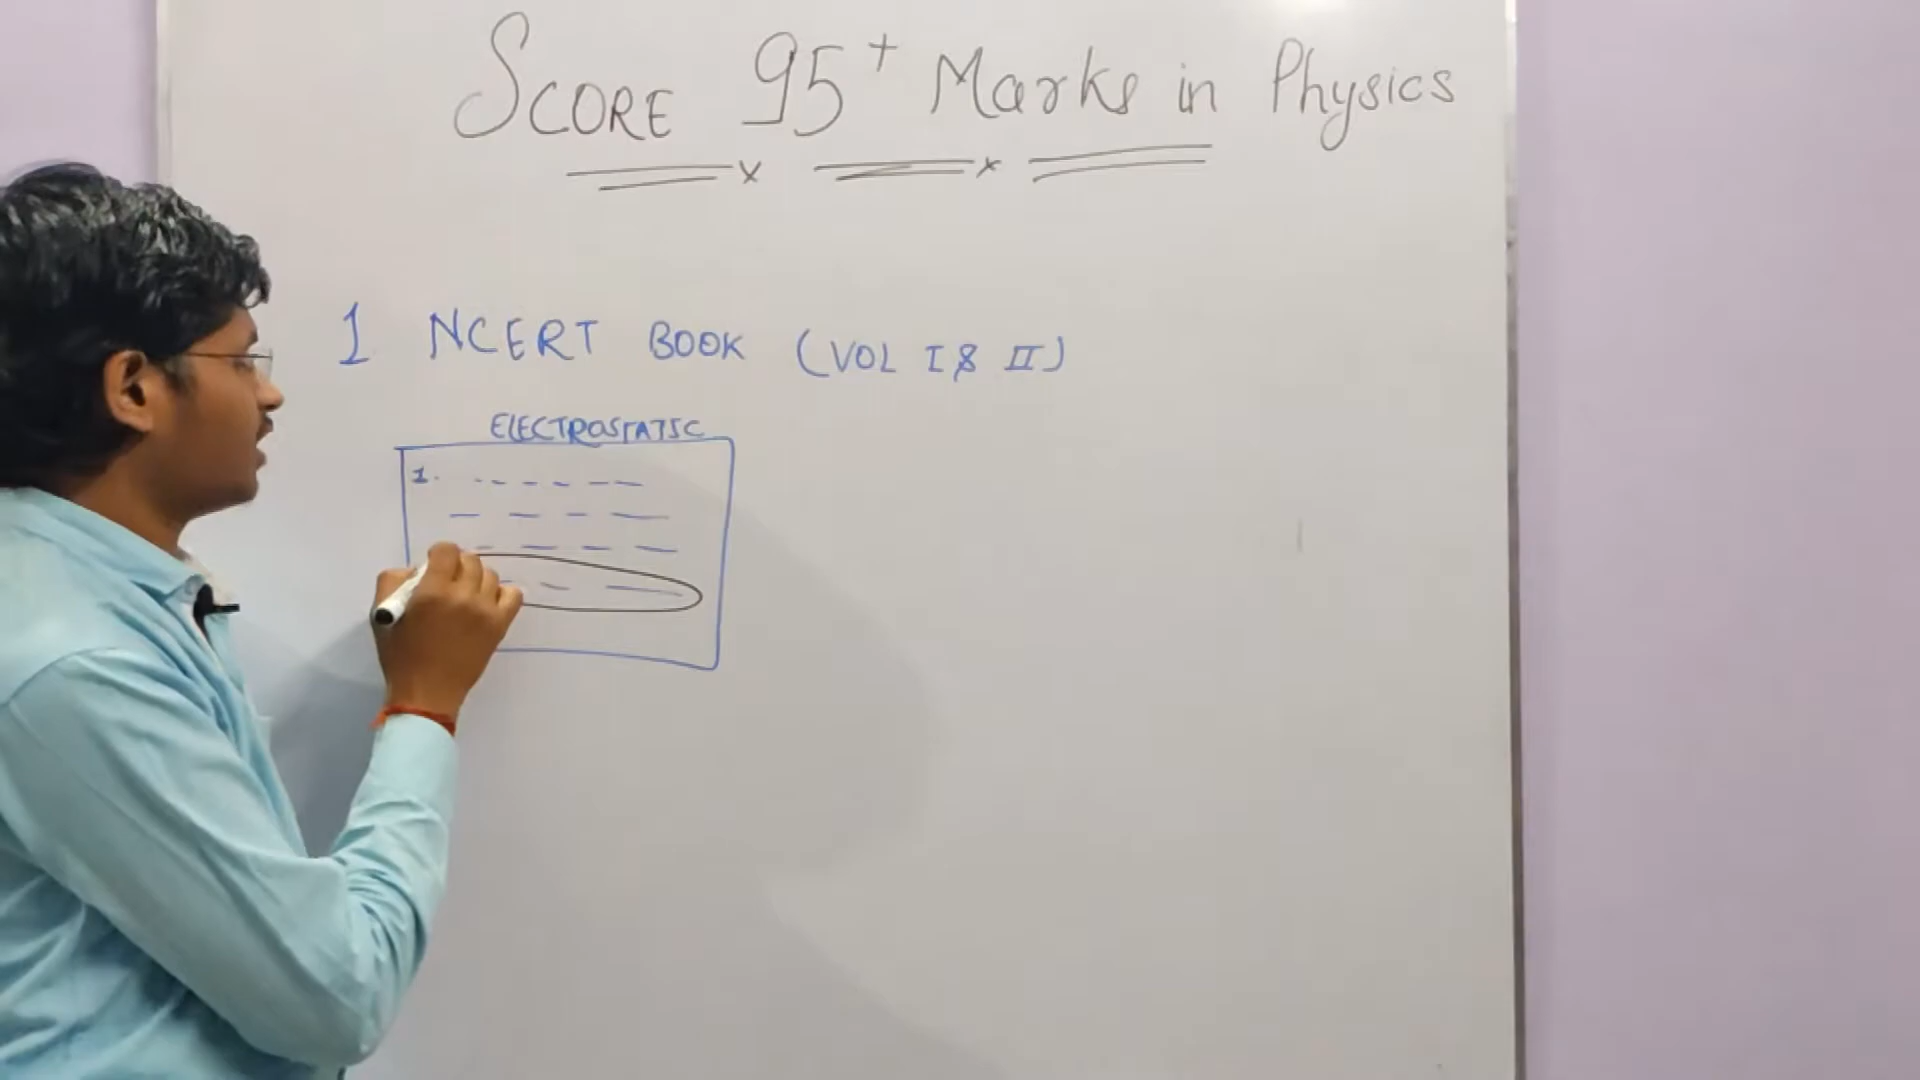 SCORE 95+ Marks in Physics
1 NCERT BOOK (VOL I & II)
ELECTROSTATIC
1.